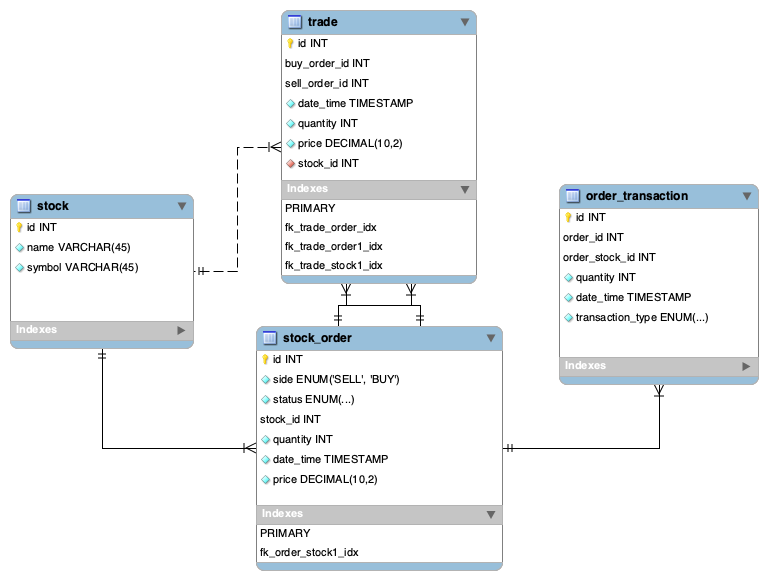 trade
id INT
buy_order_id INT
sell_order_id INT
date_time TIMESTAMP
quantity INT
price DECIMAL(10,2)
stock_id INT
Indexes
PRIMARY
fk_trade_order_idx
fk_trade_order1_idx
fk_trade_stock1_idx
stock
id INT
name VARCHAR(45)
symbol VARCHAR(45)
Indexes
order_transaction
id INT
order_id INT
order_stock_id INT
quantity INT
date_time TIMESTAMP
transaction_type ENUM(...)
Indexes
stock_order
id INT
side ENUM('SELL', 'BUY')
status ENUM(...)
stock_id INT
quantity INT
date_time TIMESTAMP
price DECIMAL(10,2)
Indexes
PRIMARY
fk_order_stock1_idx